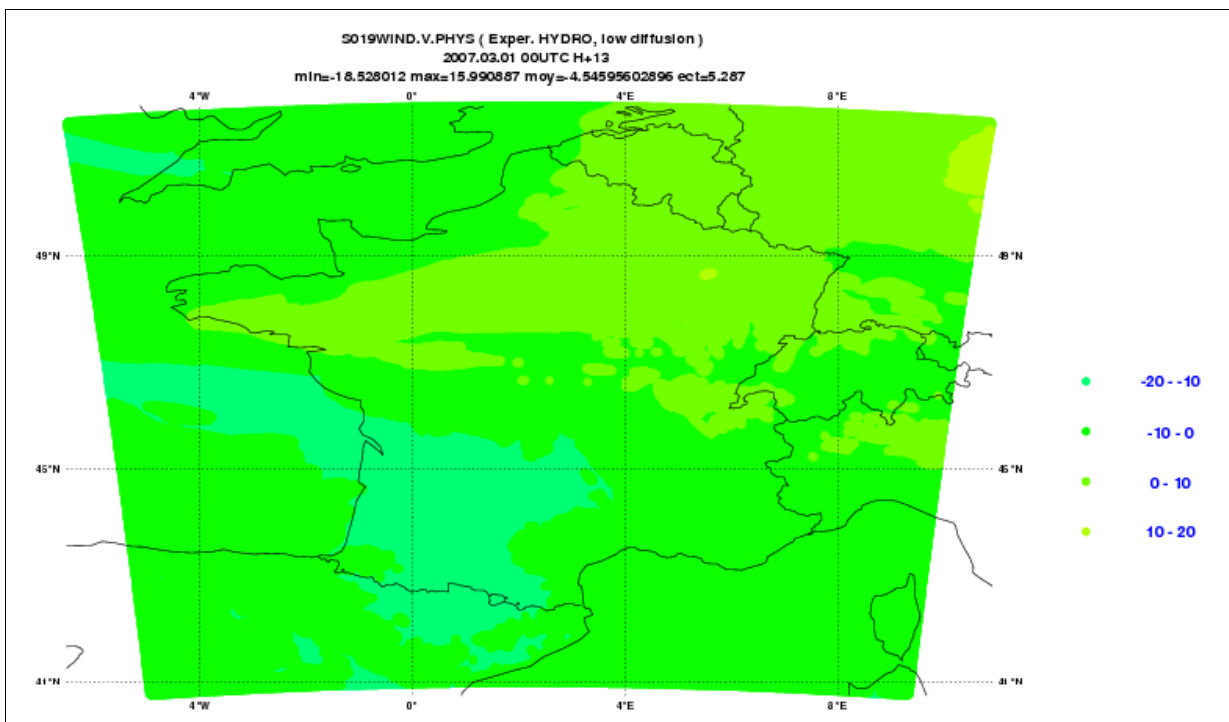 S019WIND.V.PHYS ( Exper. HYDRO, low diffusion )
2007.03.01 00UTC H+13
min=-18.528012 max=15.990887 moy=-4.54595602896 ect=5.287
4°W 0° 4°E 8°E
49°N 49°N
-20 - -10
-10 - 0
45°N 45°N
0 - 10
10 - 20
41°N 41°N
4°W 0° 4°E 8°E